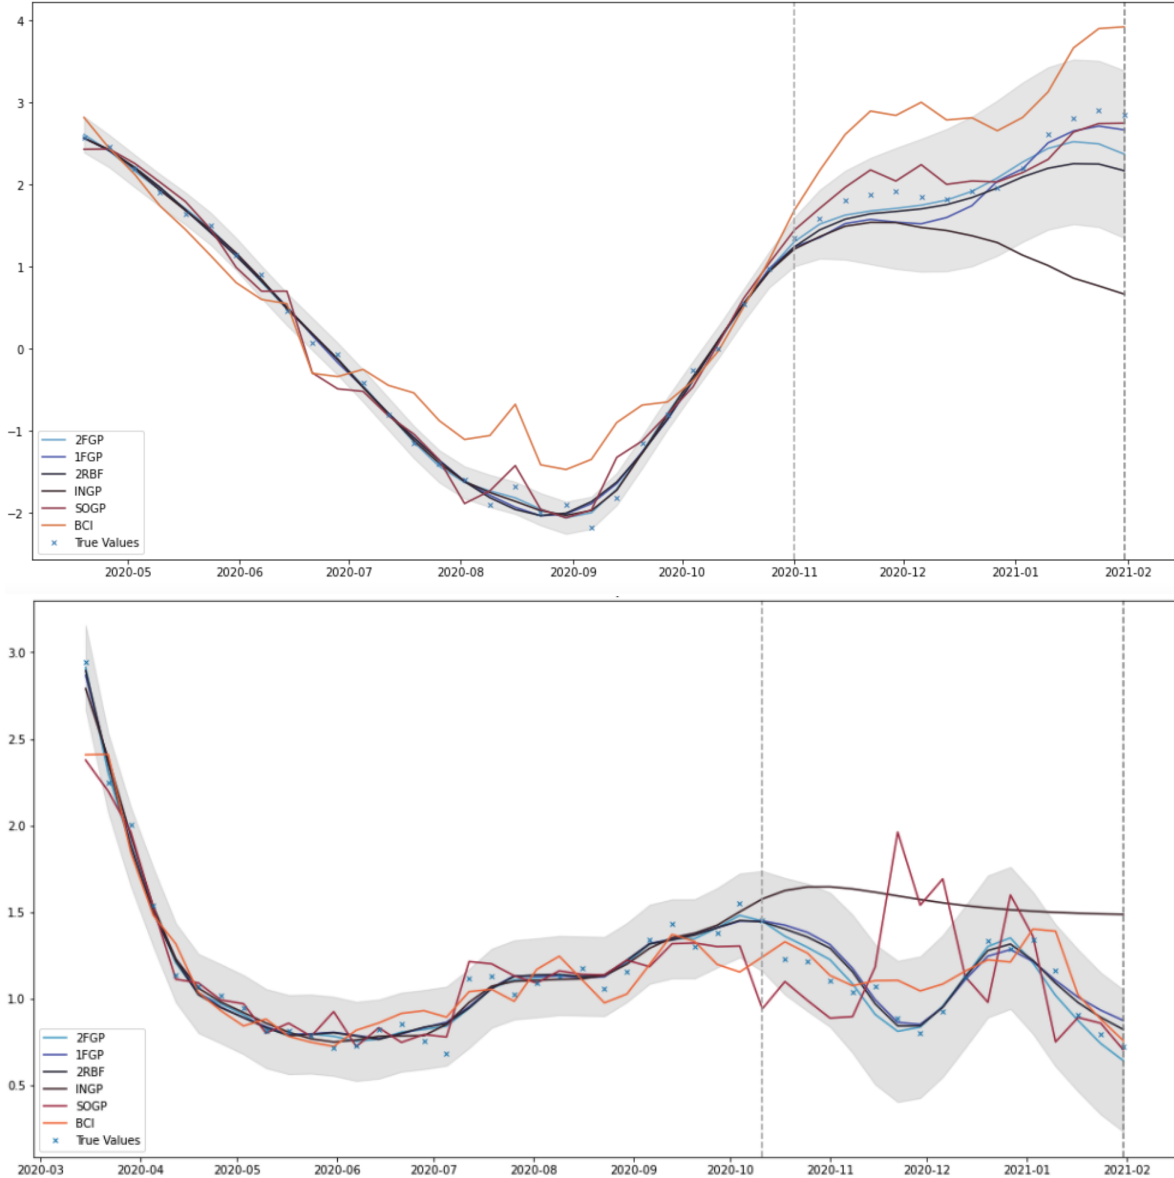 4
3
2
1
0
−1
−2
2FGP
1FGP
2RBF
INGP
SOGP
BCI
True Values
2020-05 2020-06 2020-07 2020-08 2020-09 2020-10 2020-11 2020-12 2021-01 2021-02
3.0
2.5
2.0
1.5
1.0
0.5
2FGP
1FGP
2RBF
INGP
SOGP
BCI
True Values
2020-03 2020-04 2020-05 2020-06 2020-07 2020-08 2020-09 2020-10 2020-11 2020-12 2021-01 2021-02